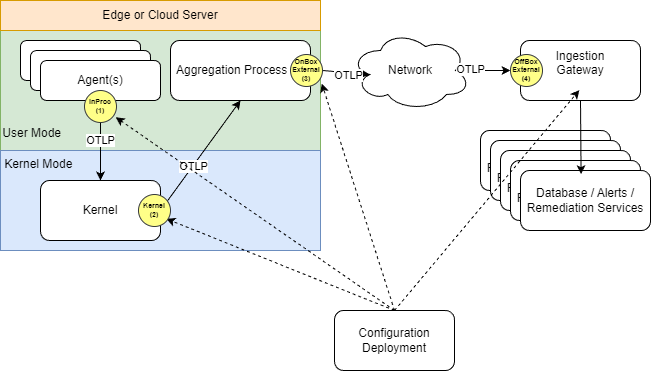 Edge or Cloud Server
Agent(s)
InProc
(1)
User Mode
OTLP
Aggregation Process
OnBox
External
(3)
OTLP
Network
OTLP
OffBox
External
(4)
Ingestion
Gateway
Kernel Mode
OTLP
Kernel
Kernel
(2)
Database / Alerts /
Remediation Services
Configuration
Deployment